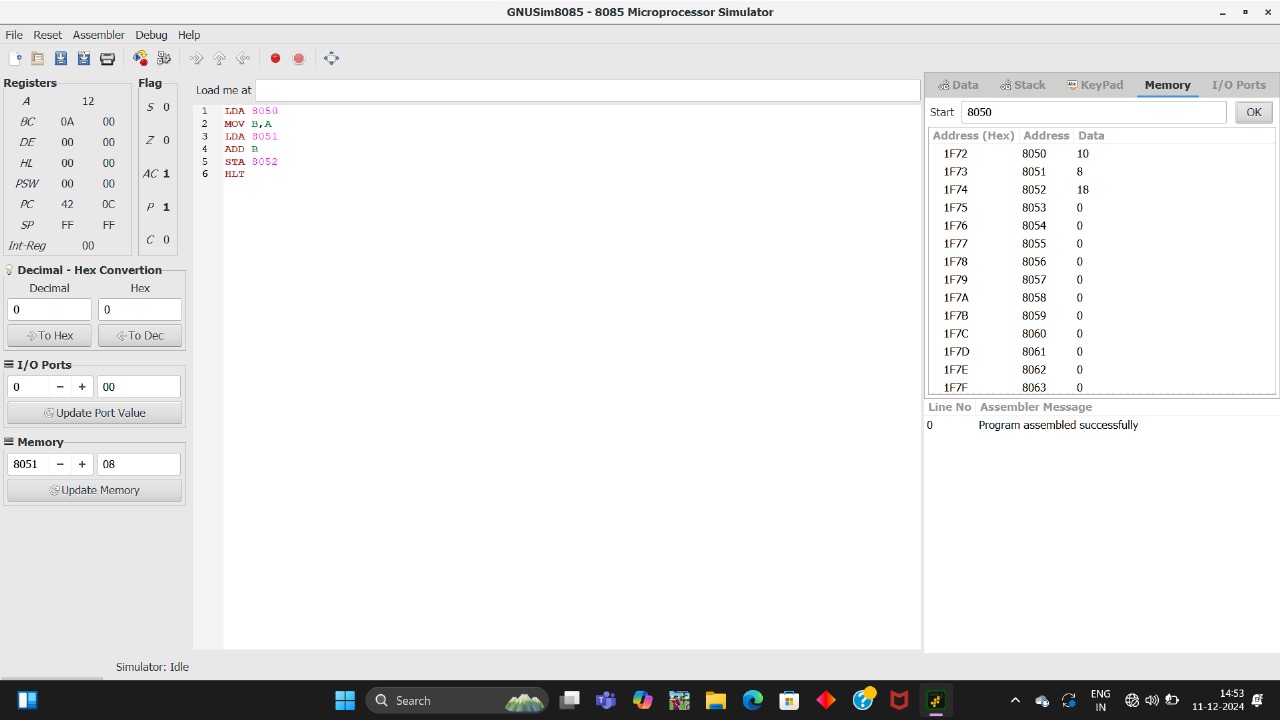 GNUSim8085 - 8085 Microprocessor Simulator
File Reset Assembler Debug Help
Registers
A 12
BC 0A 00
DE 00 00
HL 00 00
PSW 00 00
PC 42 0C
SP FF FF
Int-Reg 00
Flag
S 0
Z 0
AC 1
P 1
C 0
Decimal - Hex Convertion
Decimal Hex
0 0
To Hex To Dec
I/O Ports
0 − + 00
Update Port Value
Memory
8051 − + 08
Update Memory
Load me at
1 LDA 8050
2 MOV B,A
3 LDA 8051
4 ADD B
5 STA 8052
6 HLT
Data Stack KeyPad Memory I/O Ports
Start 8050 OK
Address (Hex) Address Data
1F72 8050 10
1F73 8051 8
1F74 8052 18
1F75 8053 0
1F76 8054 0
1F77 8055 0
1F78 8056 0
1F79 8057 0
1F7A 8058 0
1F7B 8059 0
1F7C 8060 0
1F7D 8061 0
1F7E 8062 0
1F7F 8063 0
Line No Assembler Message
0 Program assembled successfully
Simulator: Idle
Search
ENG
IN
14:53
11-12-2024